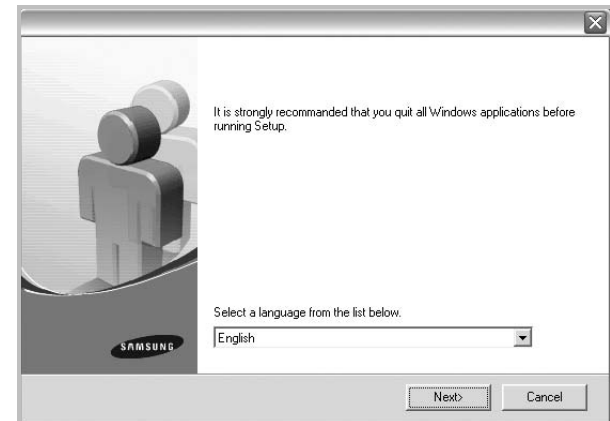 It is strongly recommanded that you quit all Windows applications before
running Setup.
Select a language from the list below.
English
SAMSUNG
Next>
Cancel